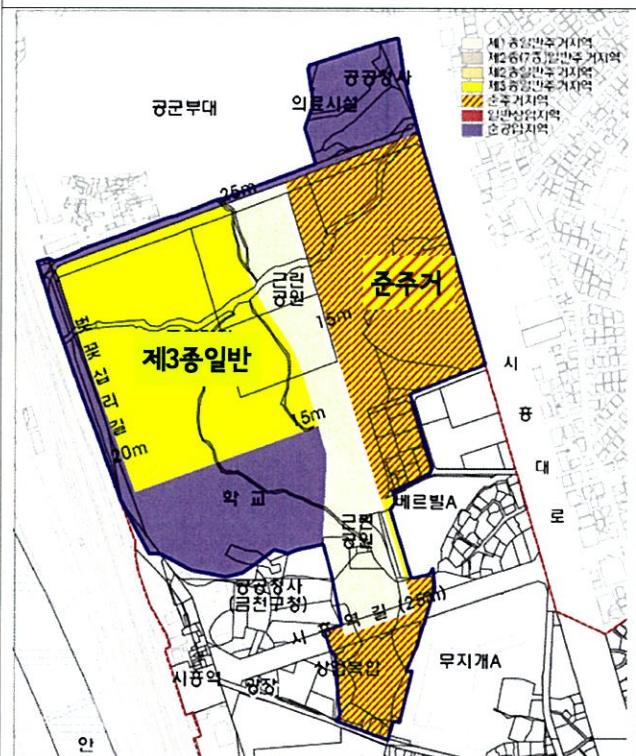 제1종일반주거지역
제2종(7층)일반주거지역
제2종일반주거지역
제3종일반주거지역
준주거지역
일반상업지역
준공업지역
공군부대
의료시설
공공청사
25m
근린
공원
15m
준주거
제3종일반
벚꽃십리길
20m
15m
시흥대로
학교
베르빌A
근린
공원
공공청사
(금천구청)
시흥역길 (25m)
시흥역
광장
상업복합
무지개A
안